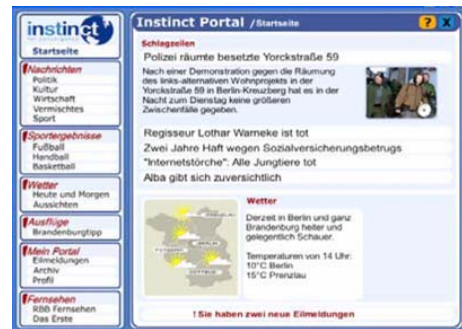 instinct
Startseite
Nachrichten
Politik
Kultur
Wirtschaft
Vermischtes
Sport
Sportergebnisse
Fußball
Handball
Basketball
Wetter
Heute und Morgen
Aussichten
Ausflüge
Brandenburgtipp
Mein Portal
Eilmeldungen
Archiv
Profil
Fernsehen
RBB Fernsehen
Das Erste
Instinct Portal /Startseite
? X
Schlagzeilen
Polizei räumte besetzte Yorckstraße 59
Nach einer Demonstration gegen die Räumung
des links-alternativen Wohnprojekts in der
Yorckstraße 59 in Berlin-Kreuzberg hat es in der
Nacht zum Dienstag keine größeren
Zwischenfälle gegeben.
Regisseur Lothar Warneke ist tot
Zwei Jahre Haft wegen Sozialversicherungsbetrugs
"Internetstörche": Alle Jungtiere tot
Alba gibt sich zuversichtlich
PRENZLAU
BERLIN
POTSDAM
COTTBUS
Wetter
Derzeit in Berlin und ganz
Brandenburg heiter und
gelegentlich Schauer.
Temperaturen von 14 Uhr:
10°C Berlin
15°C Prenzlau
! Sie haben zwei neue Eilmeldungen